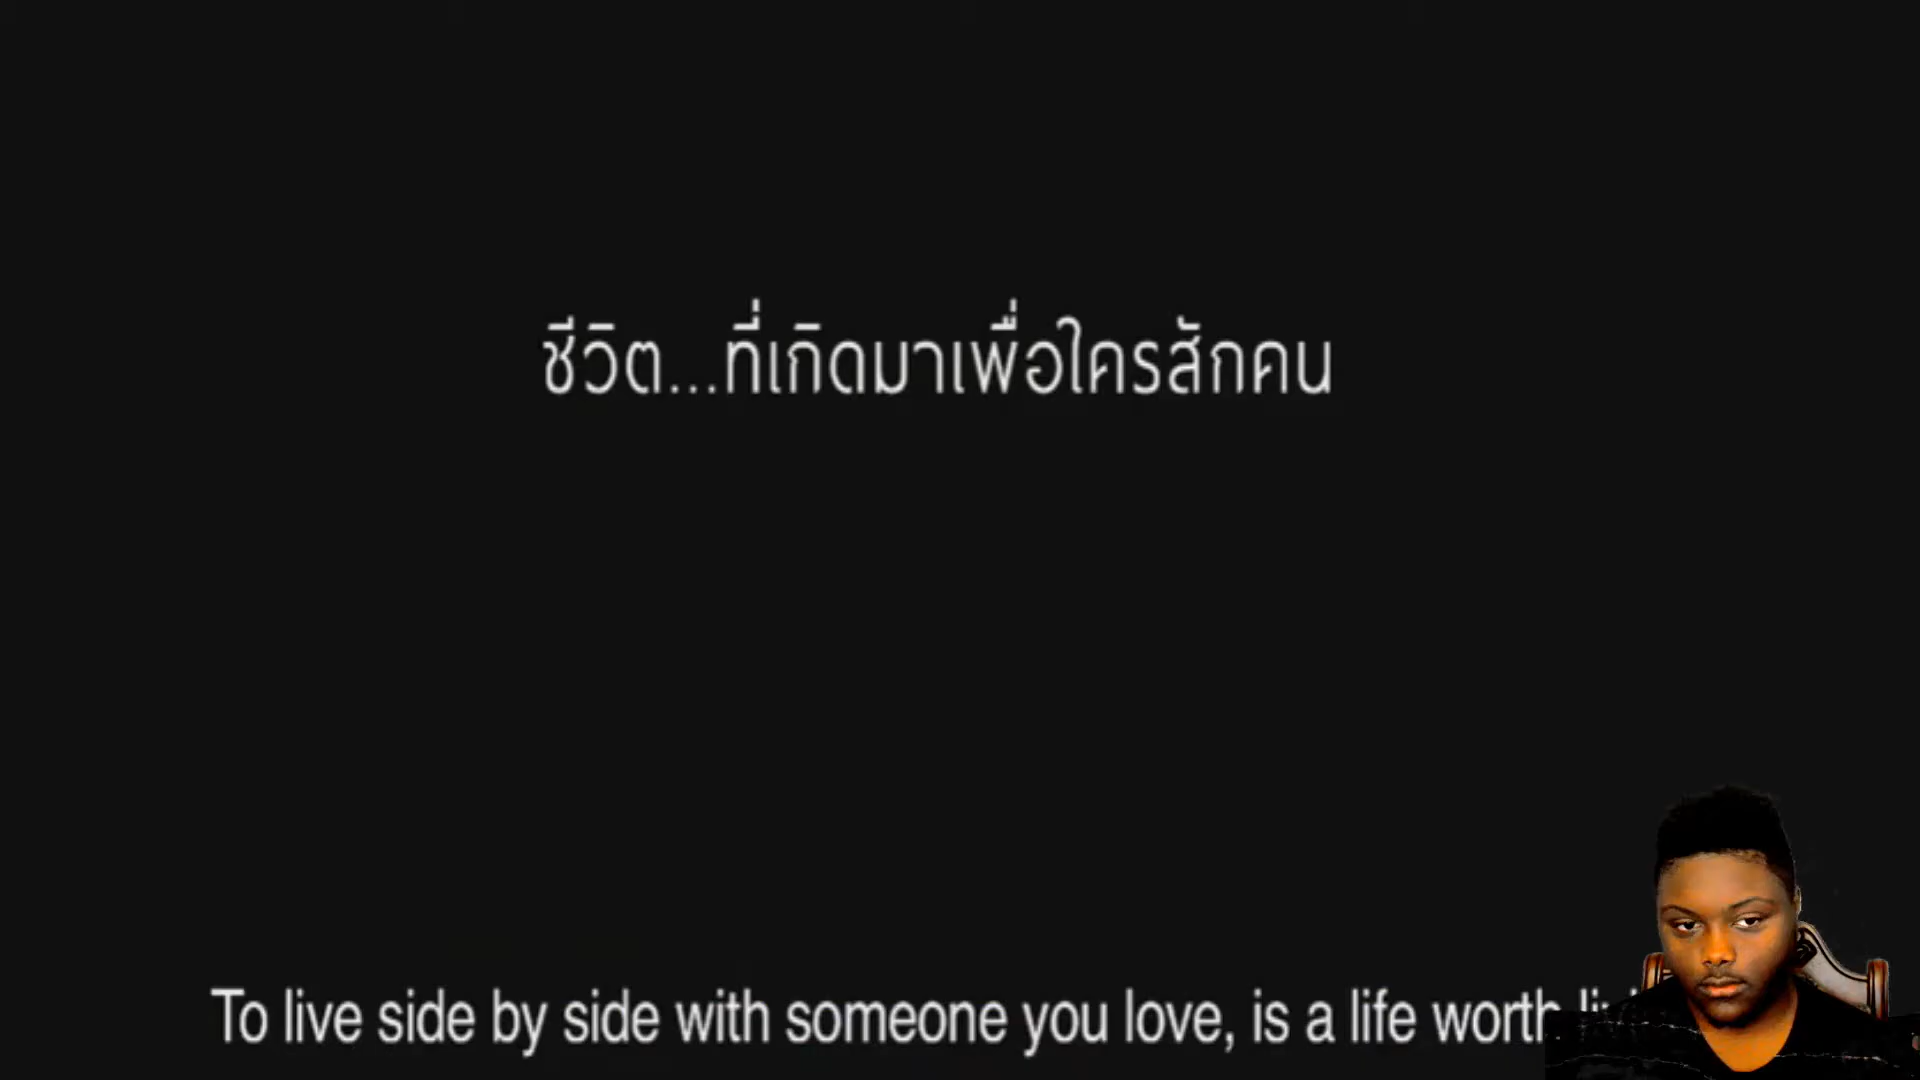 ชีวิต...ที่เกิดมาเพื่อใครสักคน
To live side by side with someone you love, is a life worth